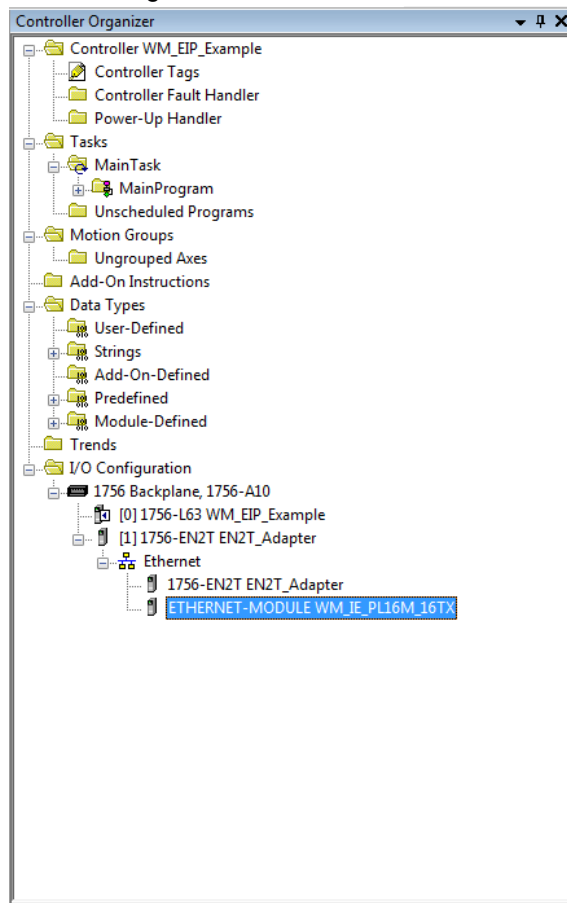 Controller Organizer
Controller WM_EIP_Example
Controller Tags
Controller Fault Handler
Power-Up Handler
Tasks
MainTask
MainProgram
Unscheduled Programs
Motion Groups
Ungrouped Axes
Add-On Instructions
Data Types
User-Defined
Strings
Add-On-Defined
Predefined
Module-Defined
Trends
I/O Configuration
1756 Backplane, 1756-A10
[0] 1756-L63 WM_EIP_Example
[1] 1756-EN2T EN2T_Adapter
Ethernet
1756-EN2T EN2T_Adapter
ETHERNET-MODULE WM_IE_PL16M_16TX